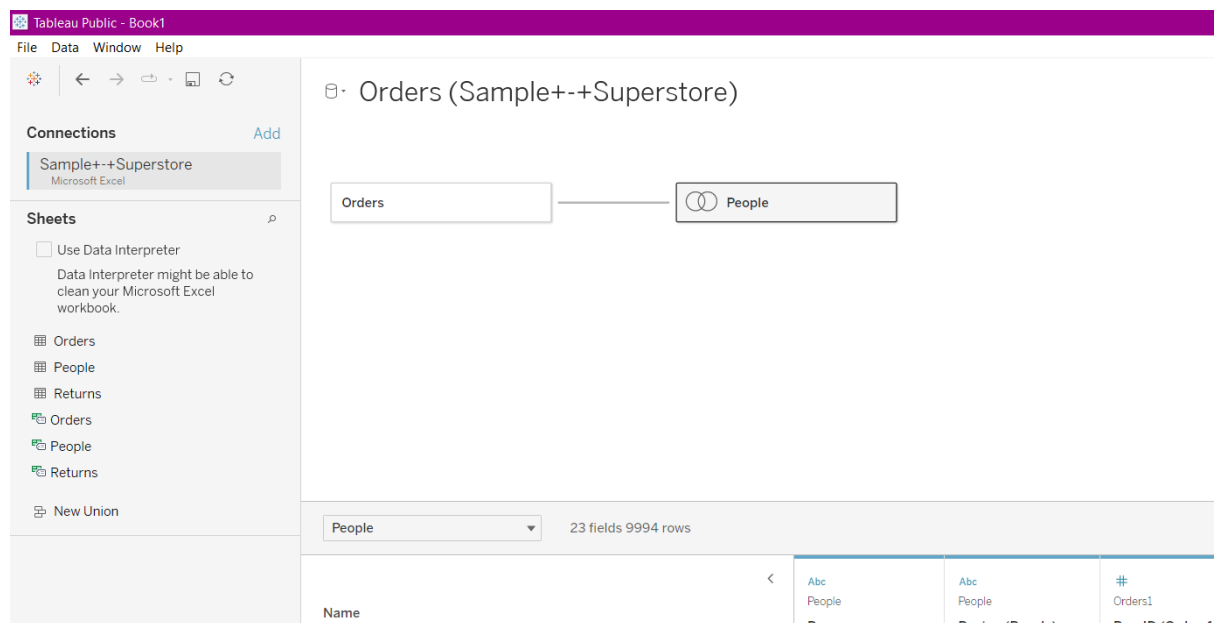 Tableau Public - Book1
File Data Window Help
Orders (Sample+-+Superstore)
Connections Add
Sample+-+Superstore
Microsoft Excel
Orders
People
Sheets
Use Data Interpreter
Data Interpreter might be able to
clean your Microsoft Excel
workbook.
Orders
People
Returns
Orders
People
Returns
New Union
People
23 fields 9994 rows
Name
Abc
People
Abc
People
#
Orders1